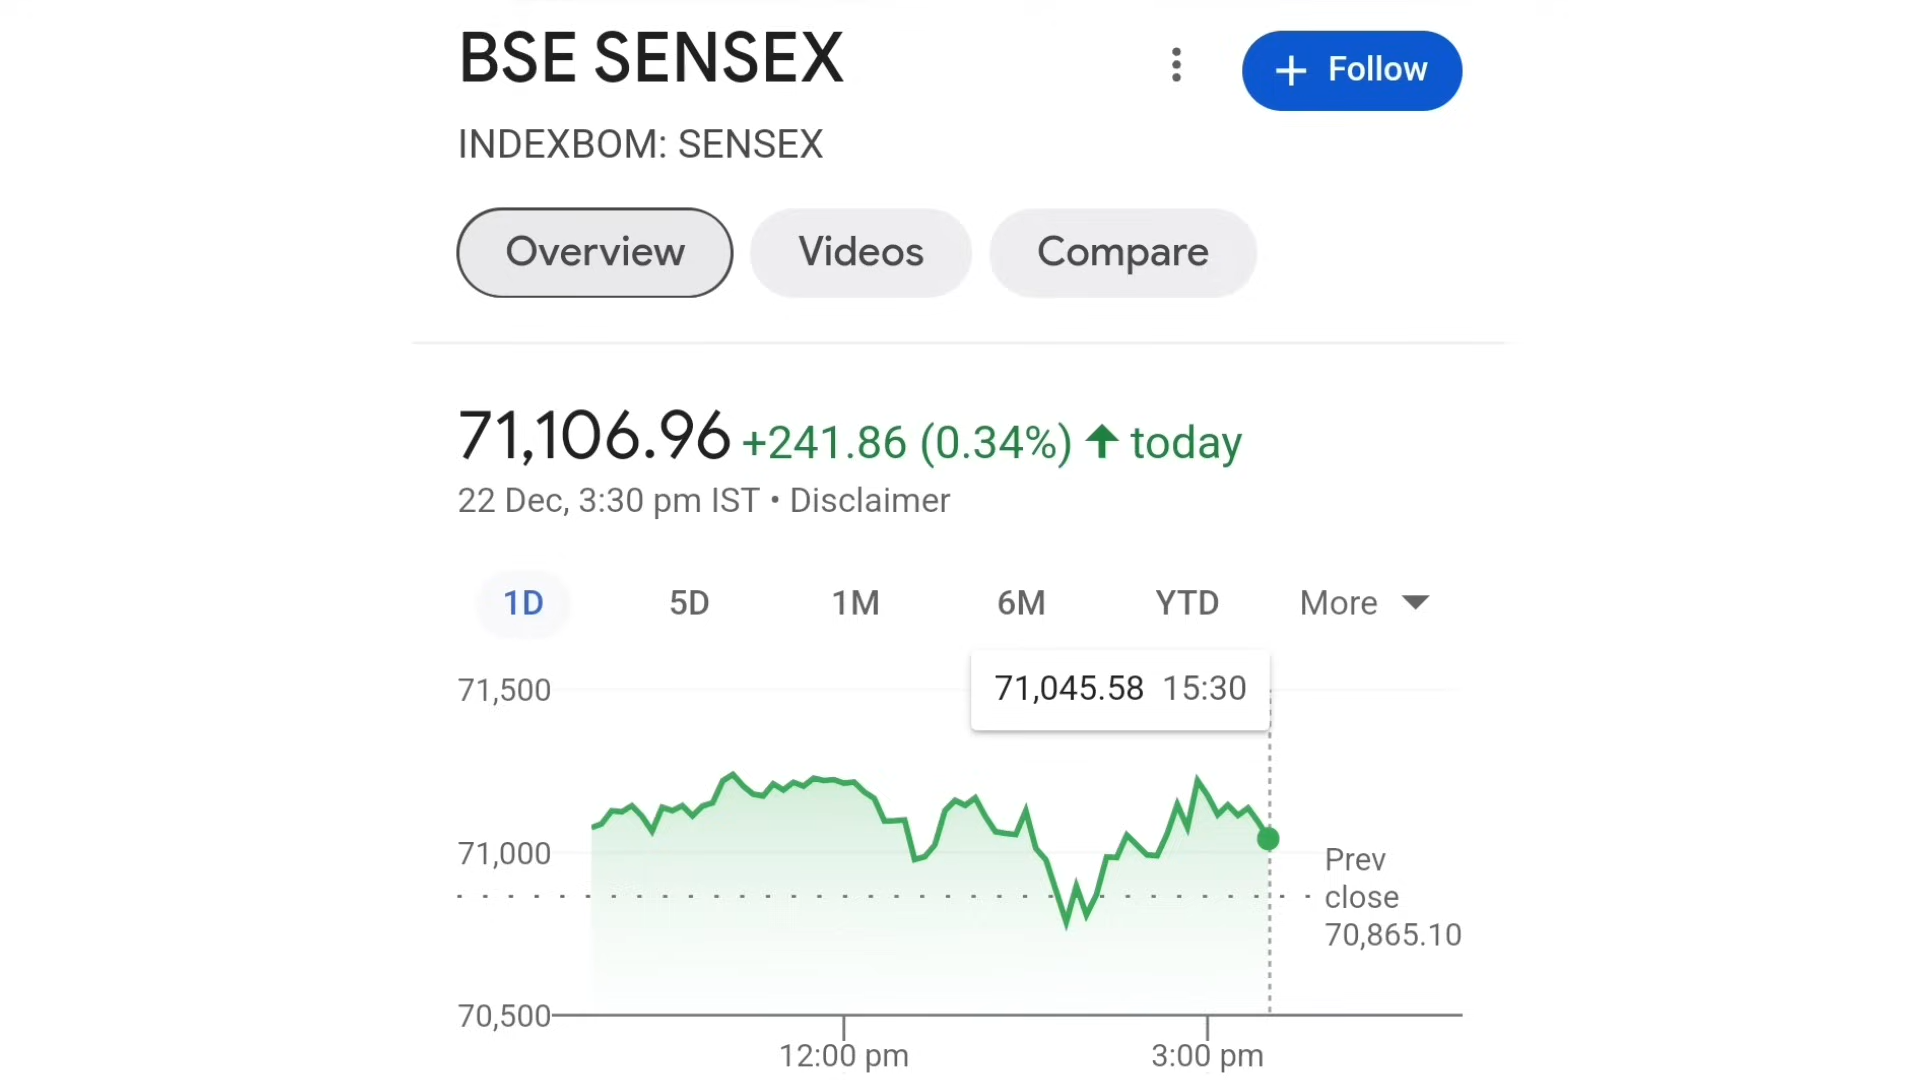 BSE SENSEX
+ Follow
INDEXBOM: SENSEX
Overview
Videos
Compare
71,106.96 +241.86 (0.34%) ↑ today
22 Dec, 3:30 pm IST • Disclaimer
1D 5D 1M 6M YTD More
71,045.58 15:30
71,500
71,000
Prev
close
70,865.10
70,500
12:00 pm 3:00 pm